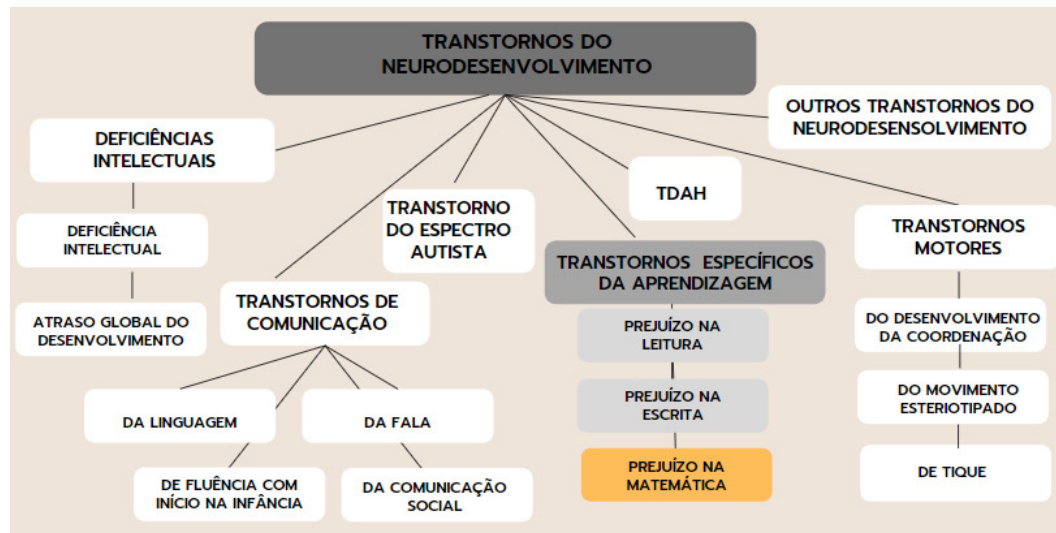 TRANSTORNOS DO
NEURODESENVOLVIMENTO
OUTROS TRANSTORNOS DO
NEURODESENSOLVIMENTO
DEFICIÊNCIAS
INTELECTUAIS
DEFICIÊNCIA
INTELECTUAL
ATRASO GLOBAL DO
DESENVOLVIMENTO
TRANSTORNOS DE
COMUNICAÇÃO
DA LINGUAGEM
DA FALA
DE FLUÊNCIA COM
INÍCIO NA INFÂNCIA
DA COMUNICAÇÃO
SOCIAL
TRANSTORNO
DO ESPECTRO
AUTISTA
TRANSTORNOS ESPECÍFICOS
DA APRENDIZAGEM
PREJUÍZO NA
LEITURA
PREJUÍZO NA
ESCRITA
PREJUÍZO NA
MATEMÁTICA
TDAH
TRANSTORNOS
MOTORES
DO DESENVOLVIMENTO
DA COORDENAÇÃO
DO MOVIMENTO
ESTERIOTIPADO
DE TIQUE